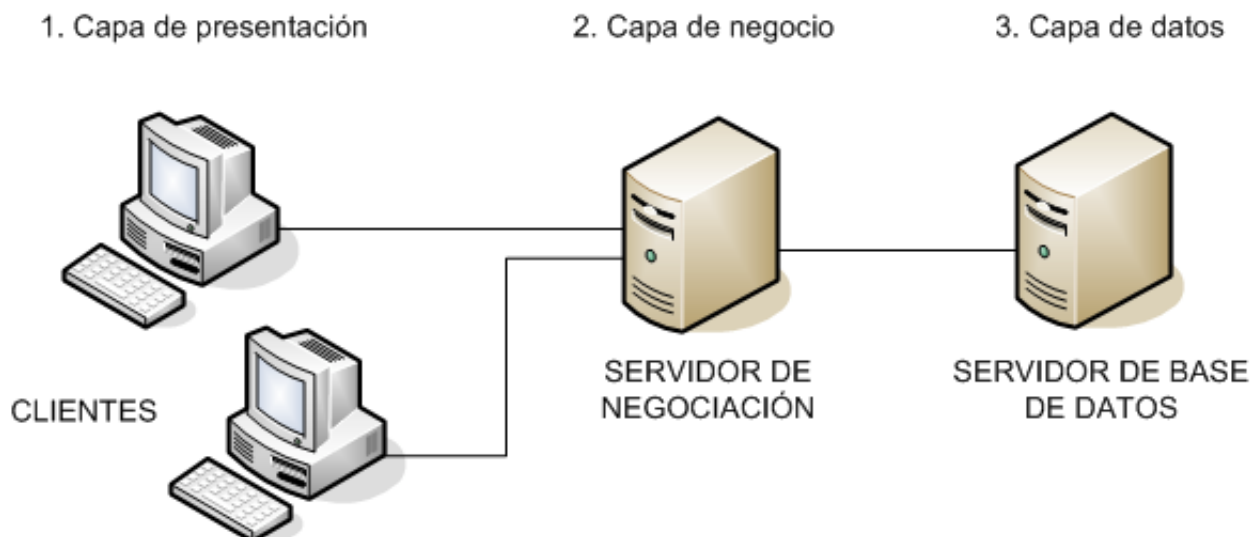 1. Capa de presentación
2. Capa de negocio
3. Capa de datos
CLIENTES
SERVIDOR DE
NEGOCIACIÓN
SERVIDOR DE BASE
DE DATOS